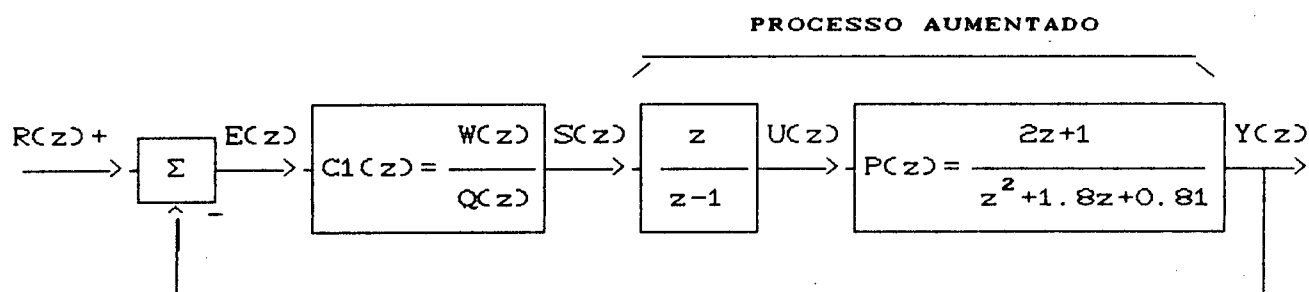 PROCESSO AUMENTADO
R(z) + Σ - E(z) C1(z) = W(z) / Q(z) S(z) z / z-1 U(z) P(z) = 2z+1 / z²+1.8z+0.81 Y(z)